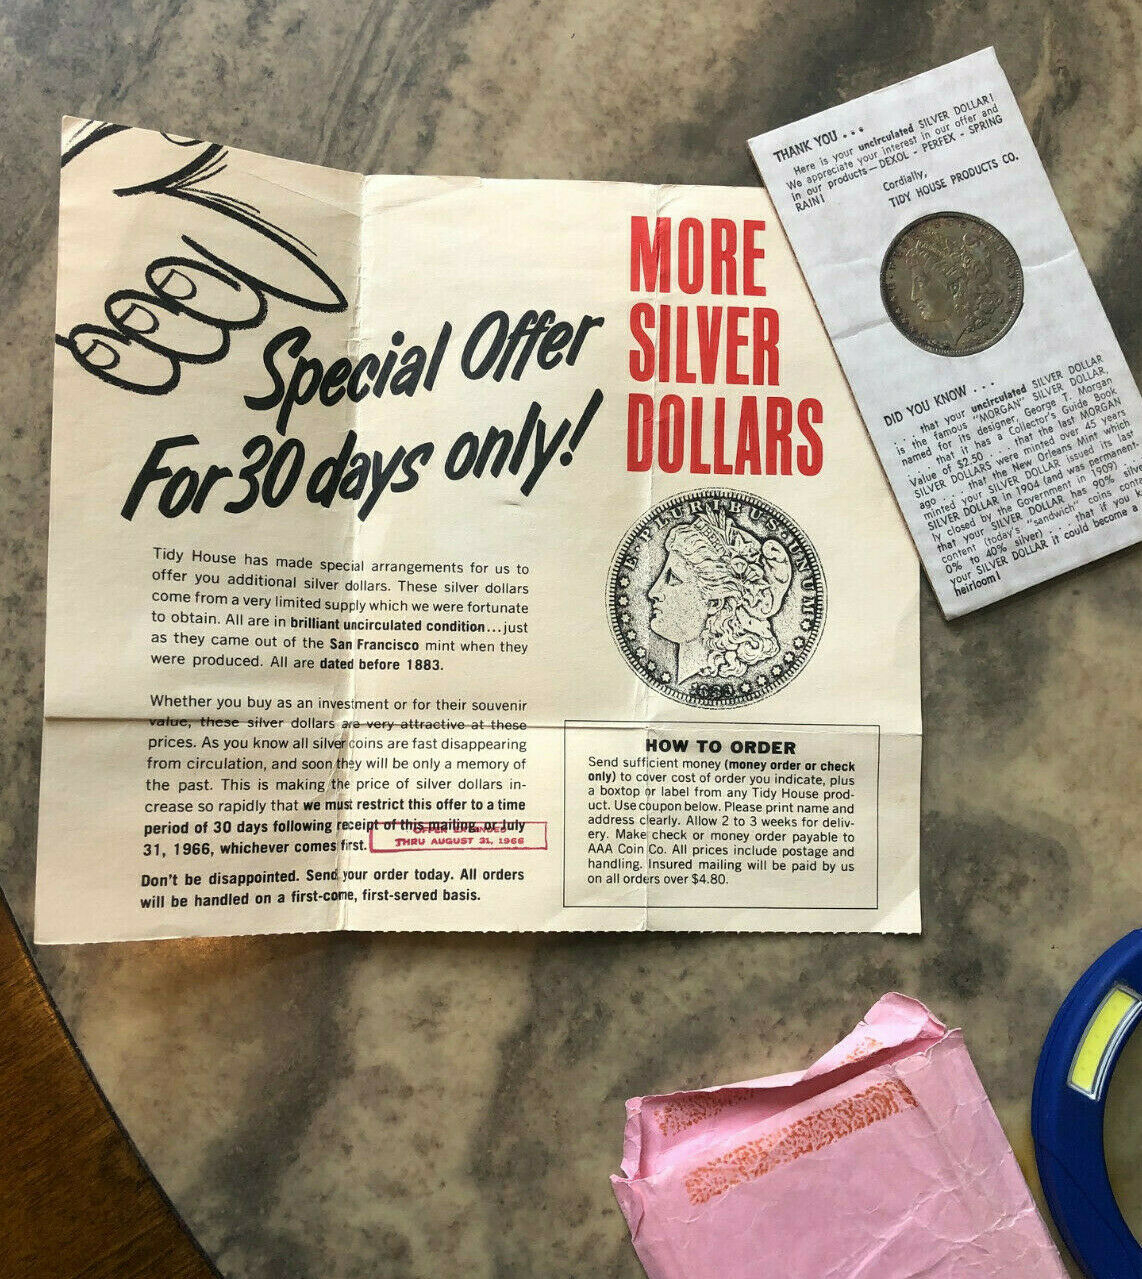 Special Offer
For 30 days only!
MORE
SILVER
DOLLARS
Tidy House has made special arrangements for us to
offer you additional silver dollars. These silver dollars
come from a very limited supply which we were fortunate
to obtain. All are in brilliant uncirculated condition...just
as they came out of the San Francisco mint when they
were produced. All are dated before 1883.
Whether you buy as an investment or for their souvenir
value, these silver dollars are very attractive at these
prices. As you know all silver coins are fast disappearing
from circulation, and soon they will be only a memory of
the past. This is making the price of silver dollars in-
crease so rapidly that we must restrict this offer to a time
period of 30 days following receipt of this mailing, or July
31, 1966, whichever comes first.
OFFER EXTENDED
THRU AUGUST 31, 1966
Don't be disappointed. Send your order today. All orders
will be handled on a first-come, first-served basis.
E·PLURIBUS·UNUM
HOW TO ORDER
Send sufficient money (money order or check
only) to cover cost of order you indicate, plus
a boxtop or label from any Tidy House prod-
uct. Use coupon below. Please print name and
address clearly. Allow 2 to 3 weeks for deliv-
ery. Make check or money order payable to
AAA Coin Co. All prices include postage and
handling. Insured mailing will be paid by us
on all orders over $4.80.
THANK YOU . . .
Here is your uncirculated SILVER DOLLAR!
We appreciate your interest in our offer and
in our products—DEXOL - PERFEX - SPRING
RAIN!
Cordially,
TIDY HOUSE PRODUCTS CO.
DID YOU KNOW . . .
. . . that your uncirculated SILVER DOLLAR
is the famous "MORGAN" SILVER DOLLAR,
named for its designer, George T. Morgan
. . . that it has a Collector's Guide Book
Value of $2.50 . . . that the last MORGAN
SILVER DOLLARS were minted over 45 years
ago . . . that the New Orleans Mint which
minted your SILVER DOLLAR issued its last
SILVER DOLLAR in 1904 (and was permanent-
ly closed by the Government in 1909) . . .
that your SILVER DOLLAR has 90% silver
content (today's "sandwich" coins conta
0% to 40% silver) . . . that if you
your SILVER DOLLAR it could become a
heirloom!